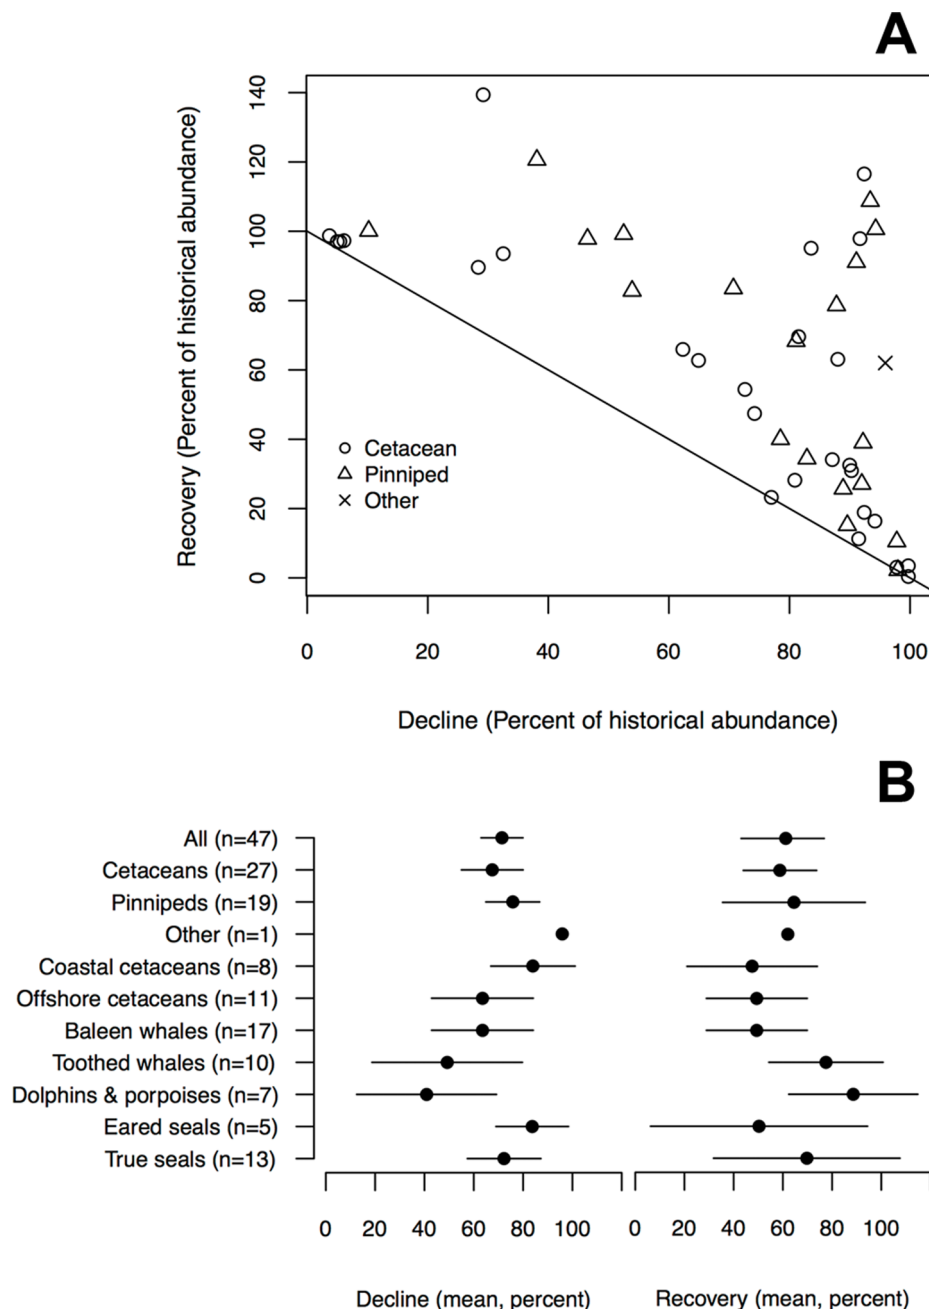 A
Recovery (Percent of historical abundance)
140
120
100
80
60
40
20
0
Cetacean
Pinniped
Other
0 20 40 60 80 100
Decline (Percent of historical abundance)
B
All (n=47)
Cetaceans (n=27)
Pinnipeds (n=19)
Other (n=1)
Coastal cetaceans (n=8)
Offshore cetaceans (n=11)
Baleen whales (n=17)
Toothed whales (n=10)
Dolphins & porpoises (n=7)
Eared seals (n=5)
True seals (n=13)
0 20 40 60 80 100 0 20 40 60 80 100
Decline (mean, percent) Recovery (mean, percent)